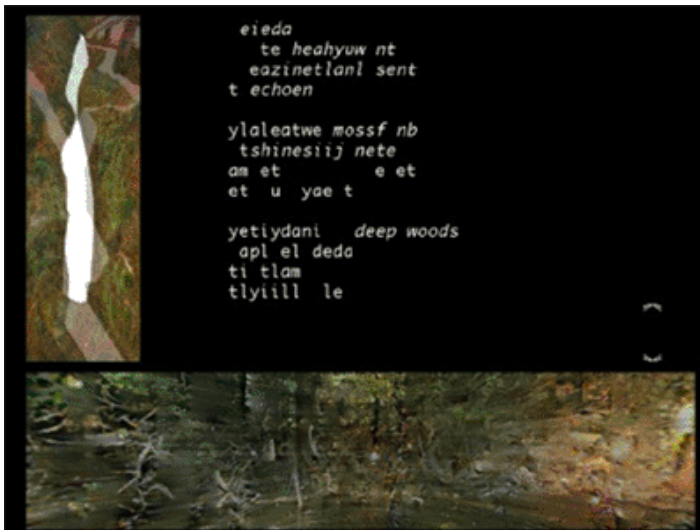 eieda
te heahyuw nt
eazinetlanl sent
t echoen
ylaleatwe mossf nb
tshinesiij nete
am et e et
et u yae t
yetiydani deep woods
apl el deda
ti tlam
tlyiill le